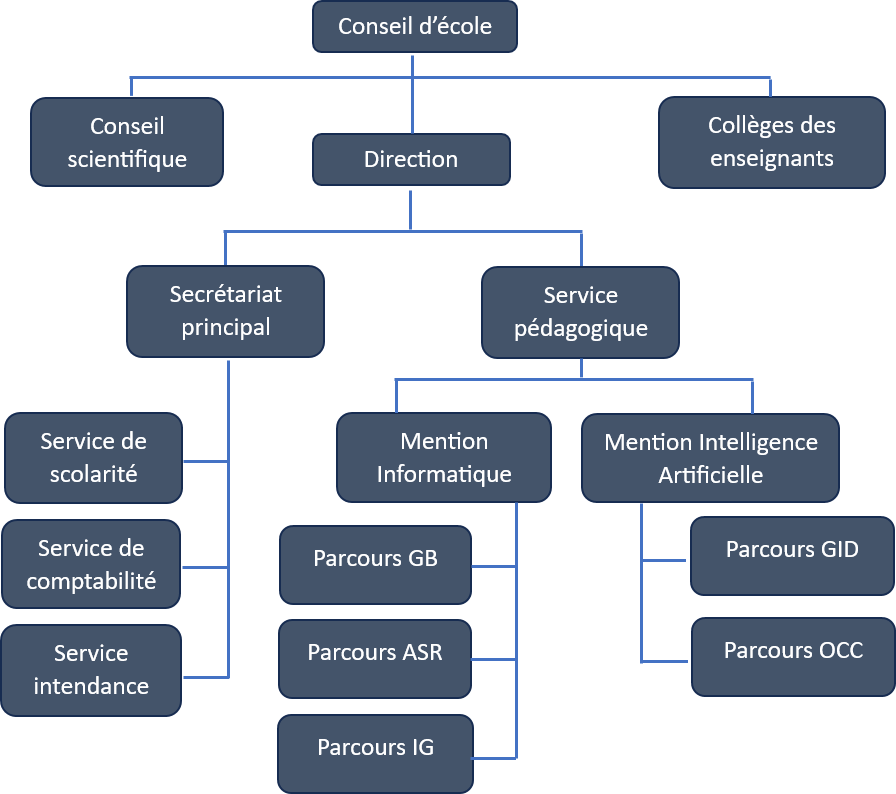 Conseil d’école
Conseil
scientifique
Direction
Collèges des
enseignants
Secrétariat
principal
Service
pédagogique
Service de
scolarité
Mention
Informatique
Mention Intelligence
Artificielle
Service de
comptabilité
Parcours GB
Parcours GID
Service
intendance
Parcours ASR
Parcours OCC
Parcours IG